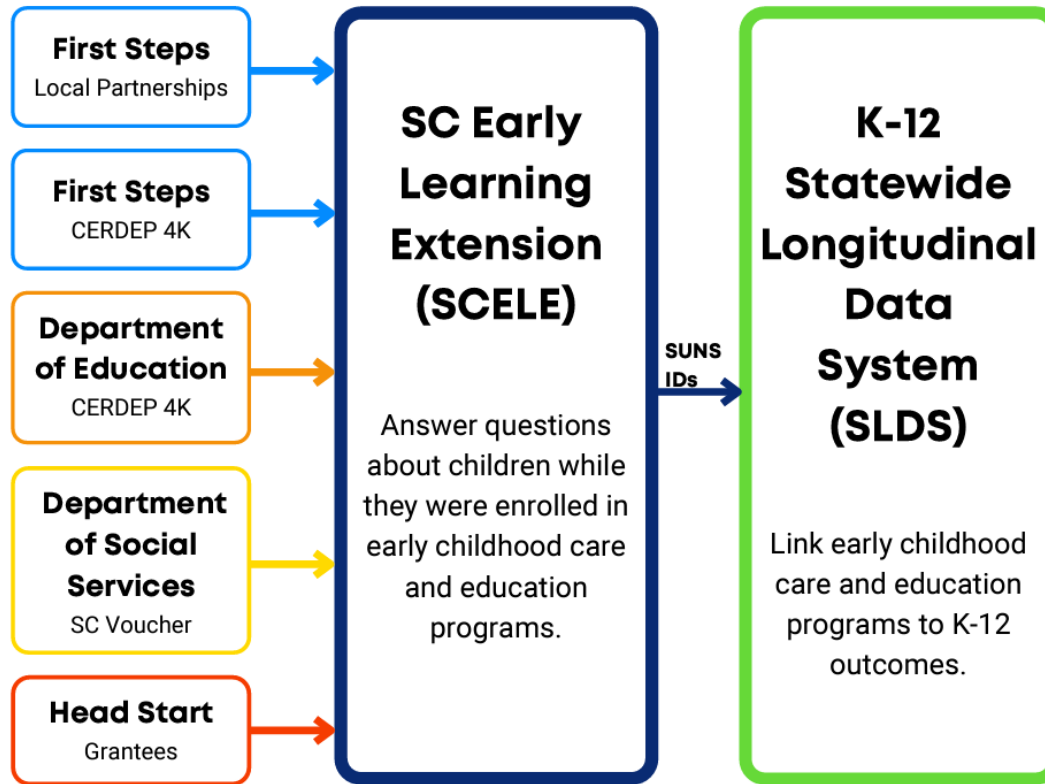 First Steps
Local Partnerships
First Steps
CERDEP 4K
Department
of Education
CERDEP 4K
Department
of Social
Services
SC Voucher
Head Start
Grantees
SC Early
Learning
Extension
(SCELE)
Answer questions
about children while
they were enrolled in
early childhood care
and education
programs.
SUNS
IDs
K-12
Statewide
Longitudinal
Data
System
(SLDS)
Link early childhood
care and education
programs to K-12
outcomes.